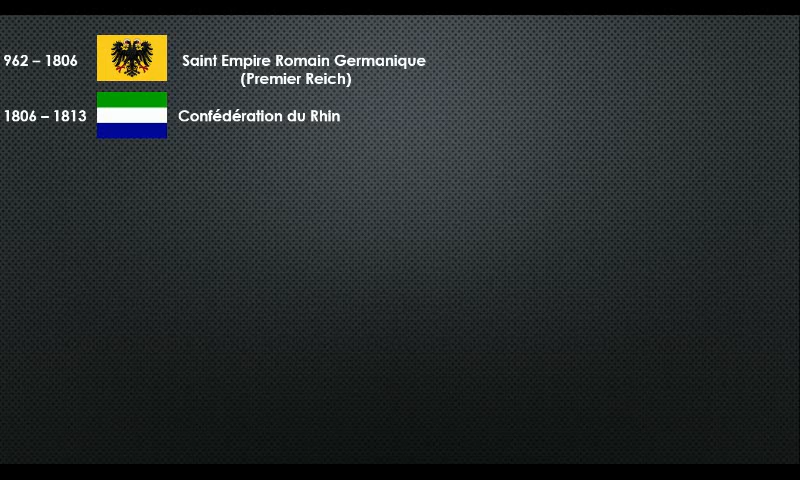 962 – 1806 Saint Empire Romain Germanique
(Premier Reich)
1806 – 1813 Confédération du Rhin